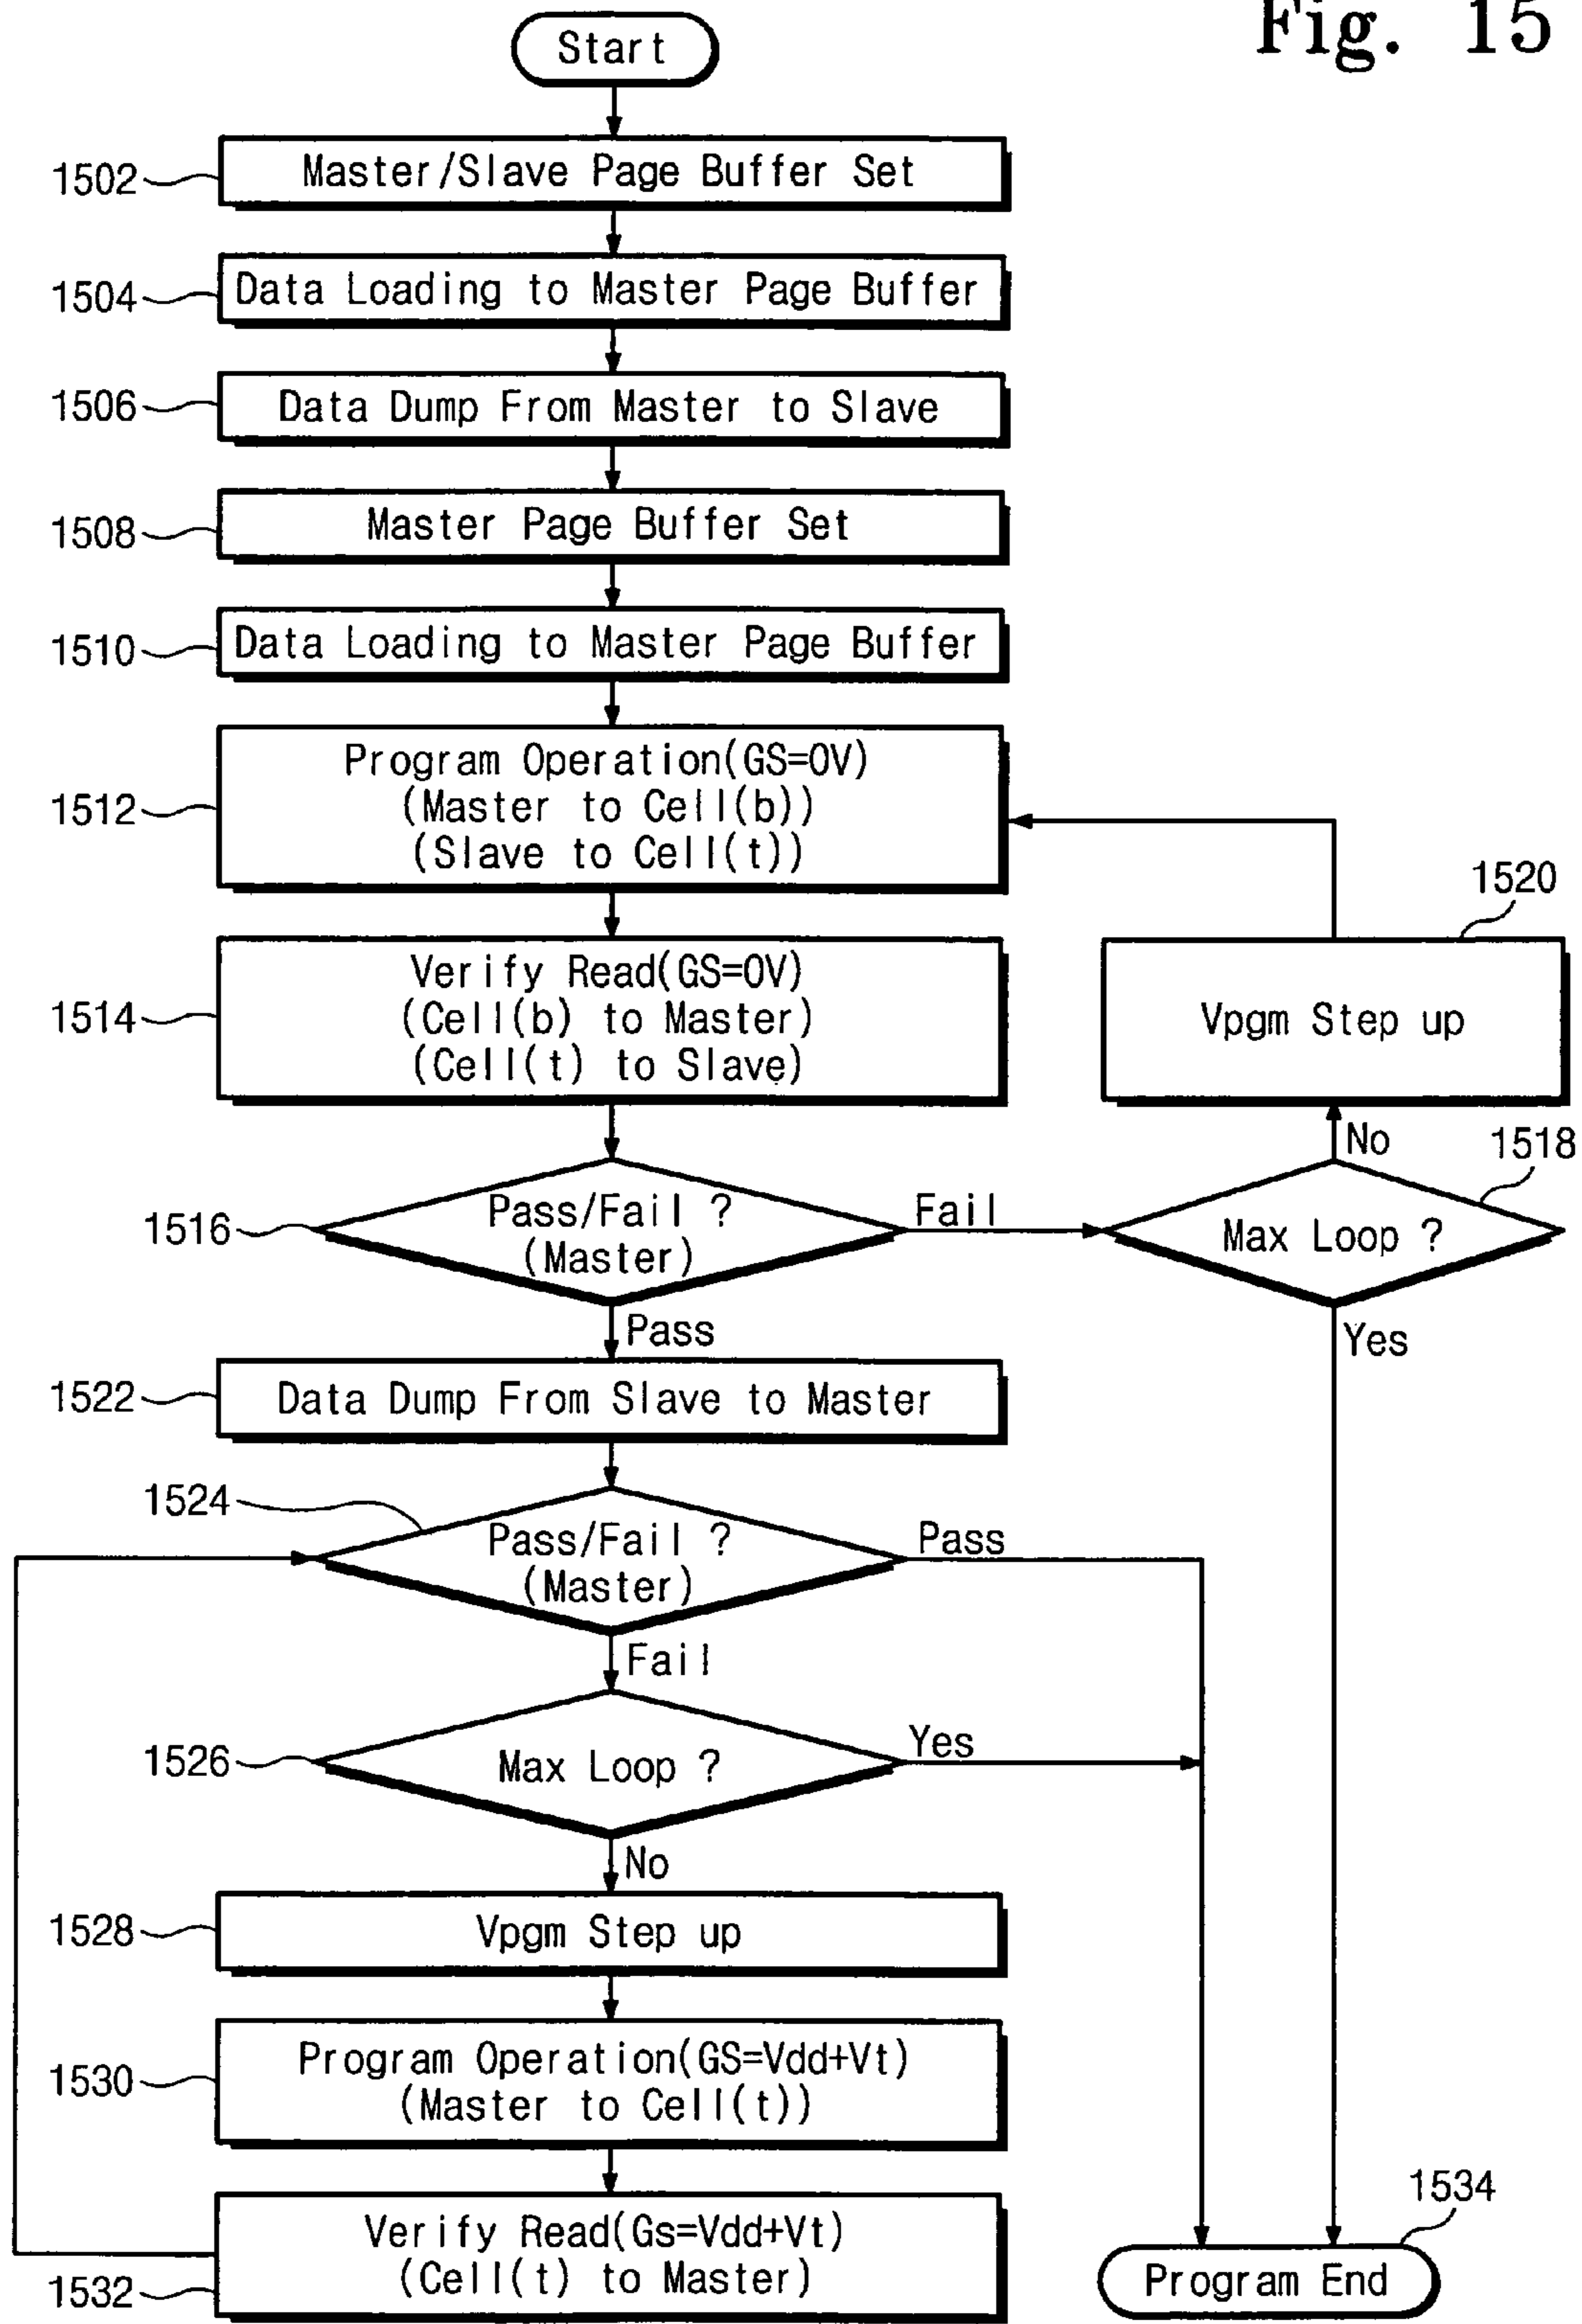 Fig. 15
Start
1502
Master/Slave Page Buffer Set
1504
Data Loading to Master Page Buffer
1506
Data Dump From Master to Slave
1508
Master Page Buffer Set
1510
Data Loading to Master Page Buffer
1512
Program Operation(GS=0V)
(Master to Cell(b))
(Slave to Cell(t))
1514
Verify Read(GS=0V)
(Cell(b) to Master)
(Cell(t) to Slave)
1520
Vpgm Step up
No
1518
Max Loop ?
Yes
1516
Pass/Fail ?
(Master)
Fail
Pass
1522
Data Dump From Slave to Master
1524
Pass/Fail ?
(Master)
Pass
Fail
1526
Max Loop ?
Yes
No
1528
Vpgm Step up
1530
Program Operation(GS=Vdd+Vt)
(Master to Cell(t))
1532
Verify Read(Gs=Vdd+Vt)
(Cell(t) to Master)
1534
Program End